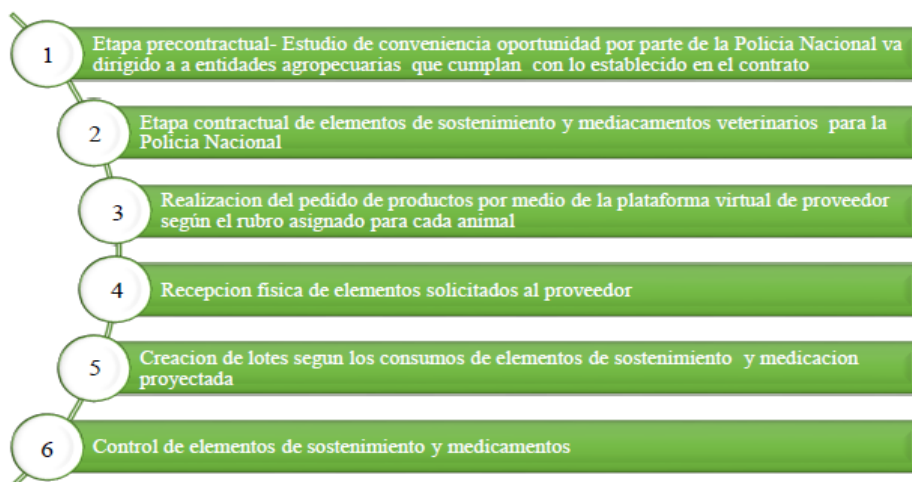 1
Etapa precontractual- Estudio de conveniencia oportunidad por parte de la Policia Nacional va
dirigido a a entidades agropecuarias que cumplan con lo establecido en el contrato
2
Etapa contractual de elementos de sostenimiento y mediacamentos veterinarios para la
Policia Nacional
3
Realizacion del pedido de productos por medio de la plataforma virtual de proveedor
según el rubro asignado para cada animal
4
Recepcion física de elementos solicitados al proveedor
5
Creacion de lotes segun los consumos de elementos de sostenimiento y medicacion
proyectada
6
Control de elementos de sostenimiento y medicamentos